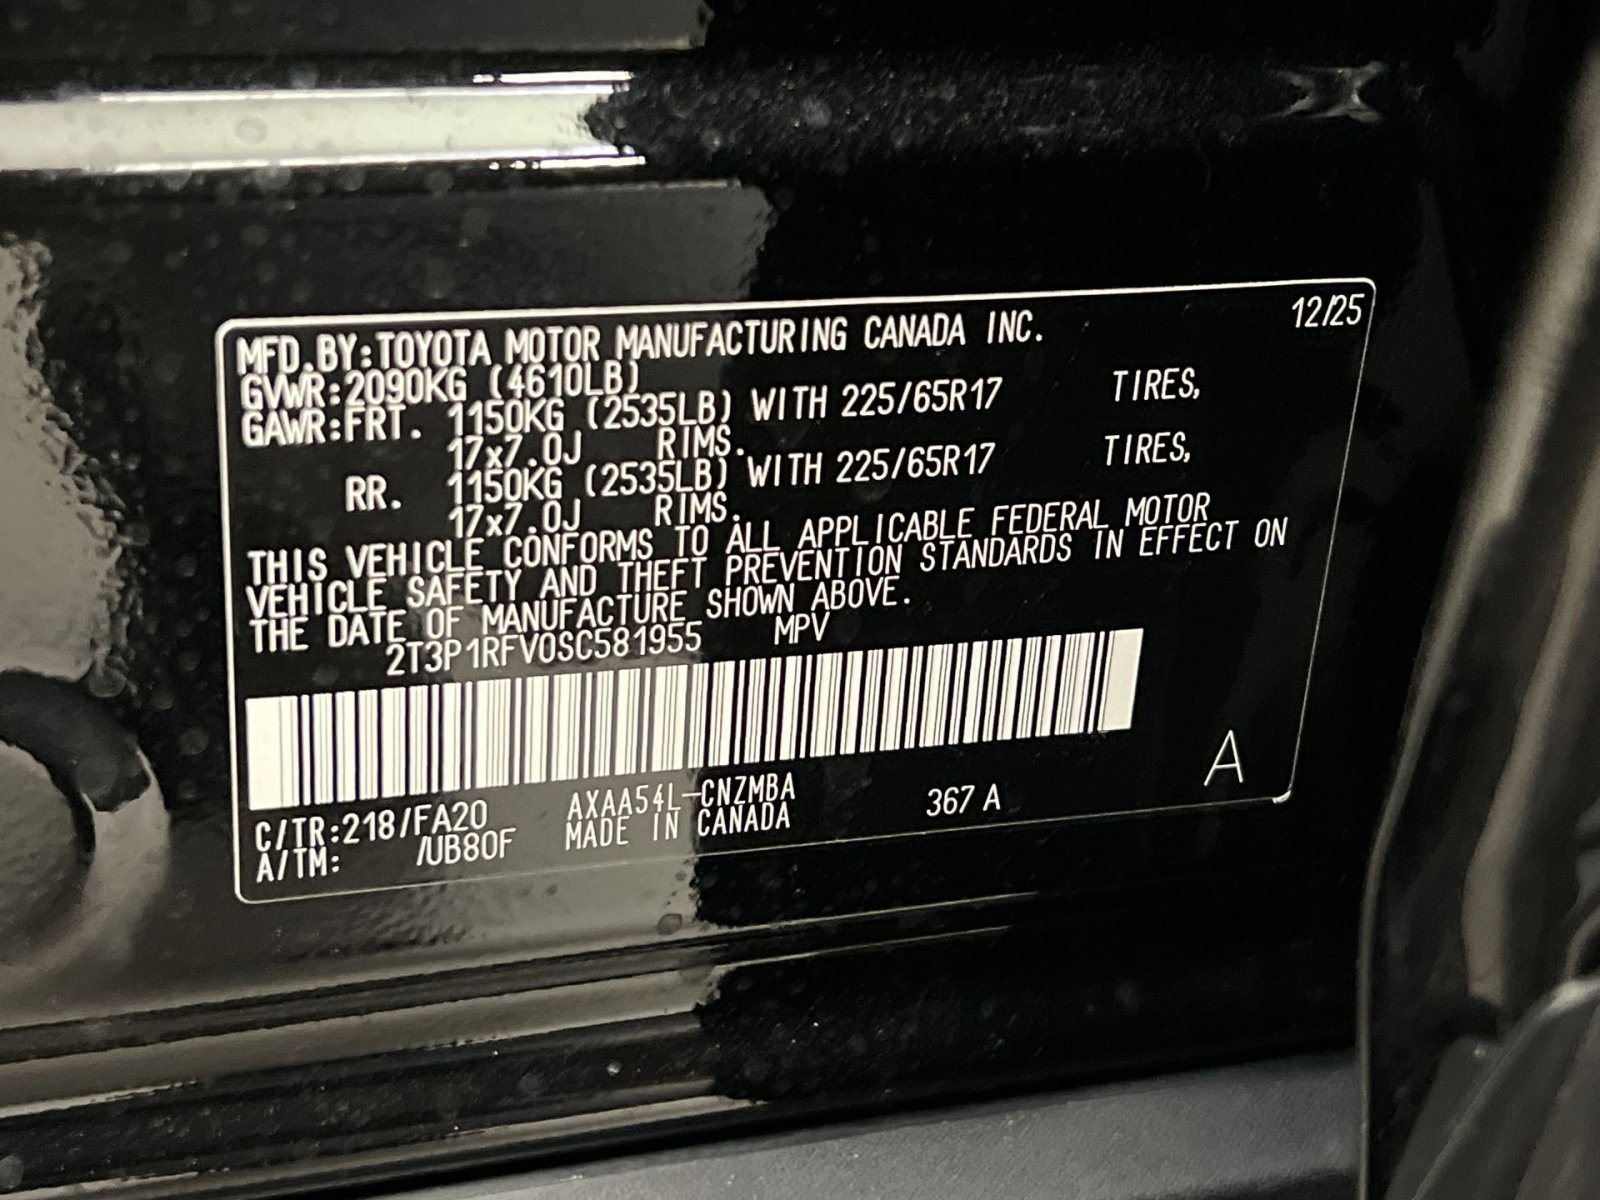 12/25
MFD.BY:TOYOTA MOTOR MANUFACTURING CANADA INC.
GVWR:2090KG (4610LB)
GAWR:FRT. 1150KG (2535LB) WITH 225/65R17 TIRES,
17x7.0J RIMS.
RR. 1150KG (2535LB) WITH 225/65R17 TIRES,
17x7.0J RIMS.
THIS VEHICLE CONFORMS TO ALL APPLICABLE FEDERAL MOTOR
VEHICLE SAFETY AND THEFT PREVENTION STANDARDS IN EFFECT ON
THE DATE OF MANUFACTURE SHOWN ABOVE.
2T3P1RFV0SC581955 MPV
C/TR:218/FA20 AXAA54L-CNZMBA 367 A A
A/TM: /UB80F MADE IN CANADA